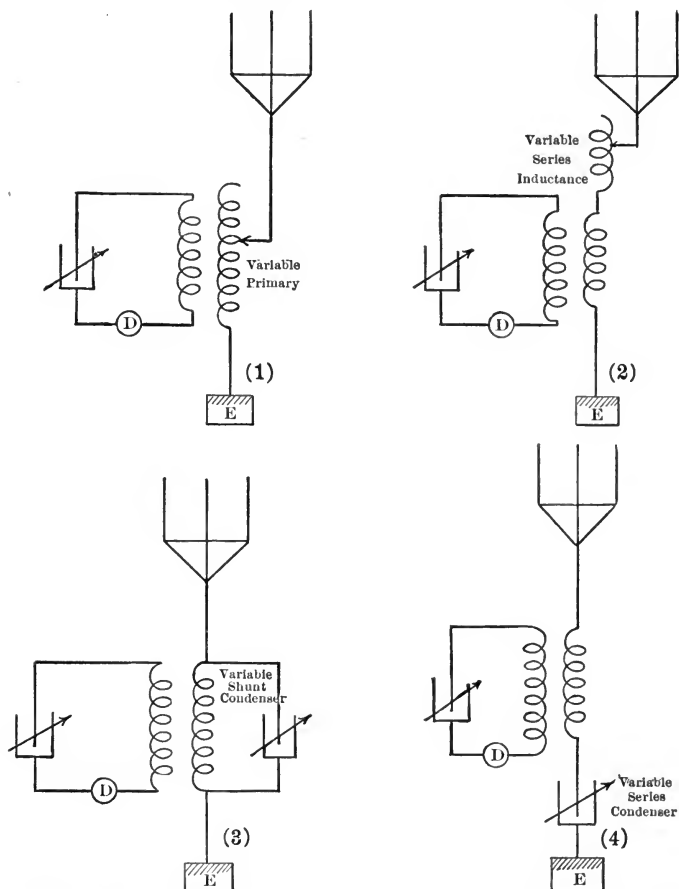 Variable
Primary
D
(1)
E
Variable
Series
Inductance
D
(2)
E
Variable
Shunt
Condenser
D
(3)
E
D
Variable
Series
Condenser
(4)
E